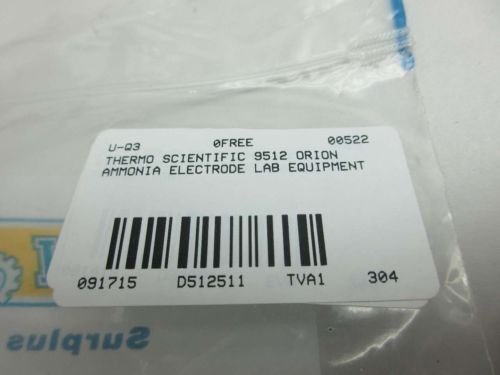 U-Q3 0FREE 00522
THERMO SCIENTIFIC 9512 ORION
AMMONIA ELECTRODE LAB EQUIPMENT
091715 D512511 TVA1 304
Surplus